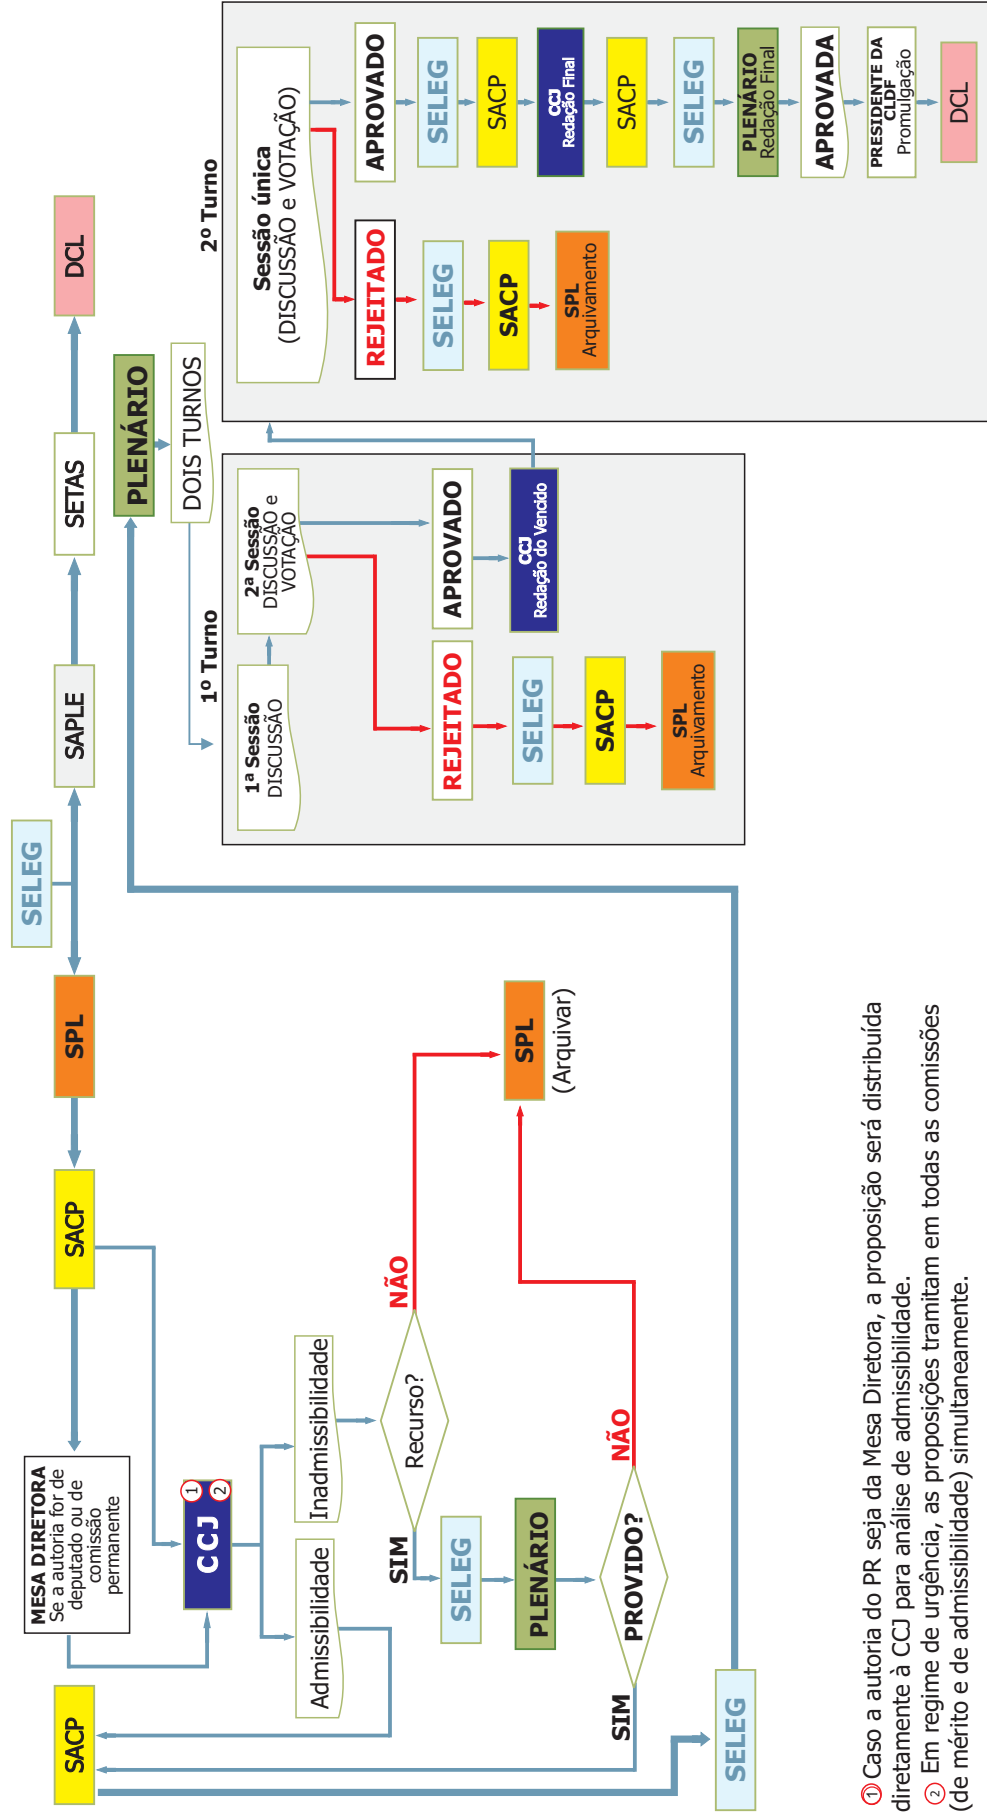 SELEG
SACP
MESA DIRETORA
Se a autoria for de
deputado ou de
comissão
permanente
SACP
SPL
SAPLE
SETAS
DCL
CCJ
1
2
Admissibilidade
Inadmissibilidade
Recurso?
SIM
NÃO
SELEG
PLENÁRIO
PROVIDO?
SIM
NÃO
SPL
(Arquivar)
SELEG
PLENÁRIO
DOIS TURNOS
1º Turno
1ª Sessão
DISCUSSÃO
2ª Sessão
DISCUSSÃO e
VOTAÇÃO
REJEITADO
SELEG
SACP
SPL
Arquivamento
APROVADO
CCJ
Redação do Vencido
2º Turno
Sessão única
(DISCUSSÃO e VOTAÇÃO)
REJEITADO
SELEG
SACP
SPL
Arquivamento
APROVADO
SELEG
SACP
CCJ
Redação Final
SACP
SELEG
PLENÁRIO
Redação Final
APROVADA
PRESIDENTE DA
CLDF
Promulgação
DCL
1 Caso a autoria do PR seja da Mesa Diretora, a proposição será distribuída
diretamente à CCJ para análise de admissibilidade.
2 Em regime de urgência, as proposições tramitam em todas as comissões
(de mérito e de admissibilidade) simultaneamente.